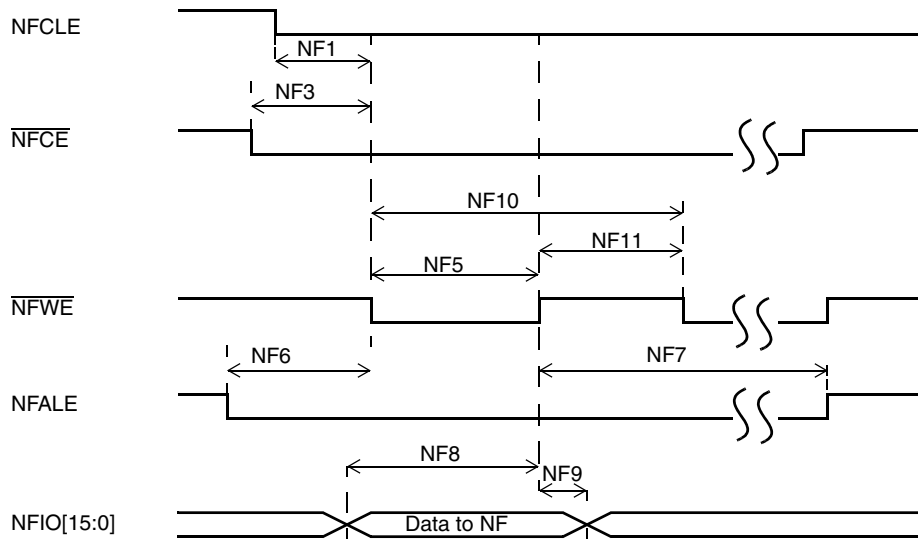 NFCLE
NF1
NF3
NFCE
NF10
NF11
NF5
NFWE
NF6
NF7
NFALE
NF8
NF9
NFIO[15:0]
Data to NF